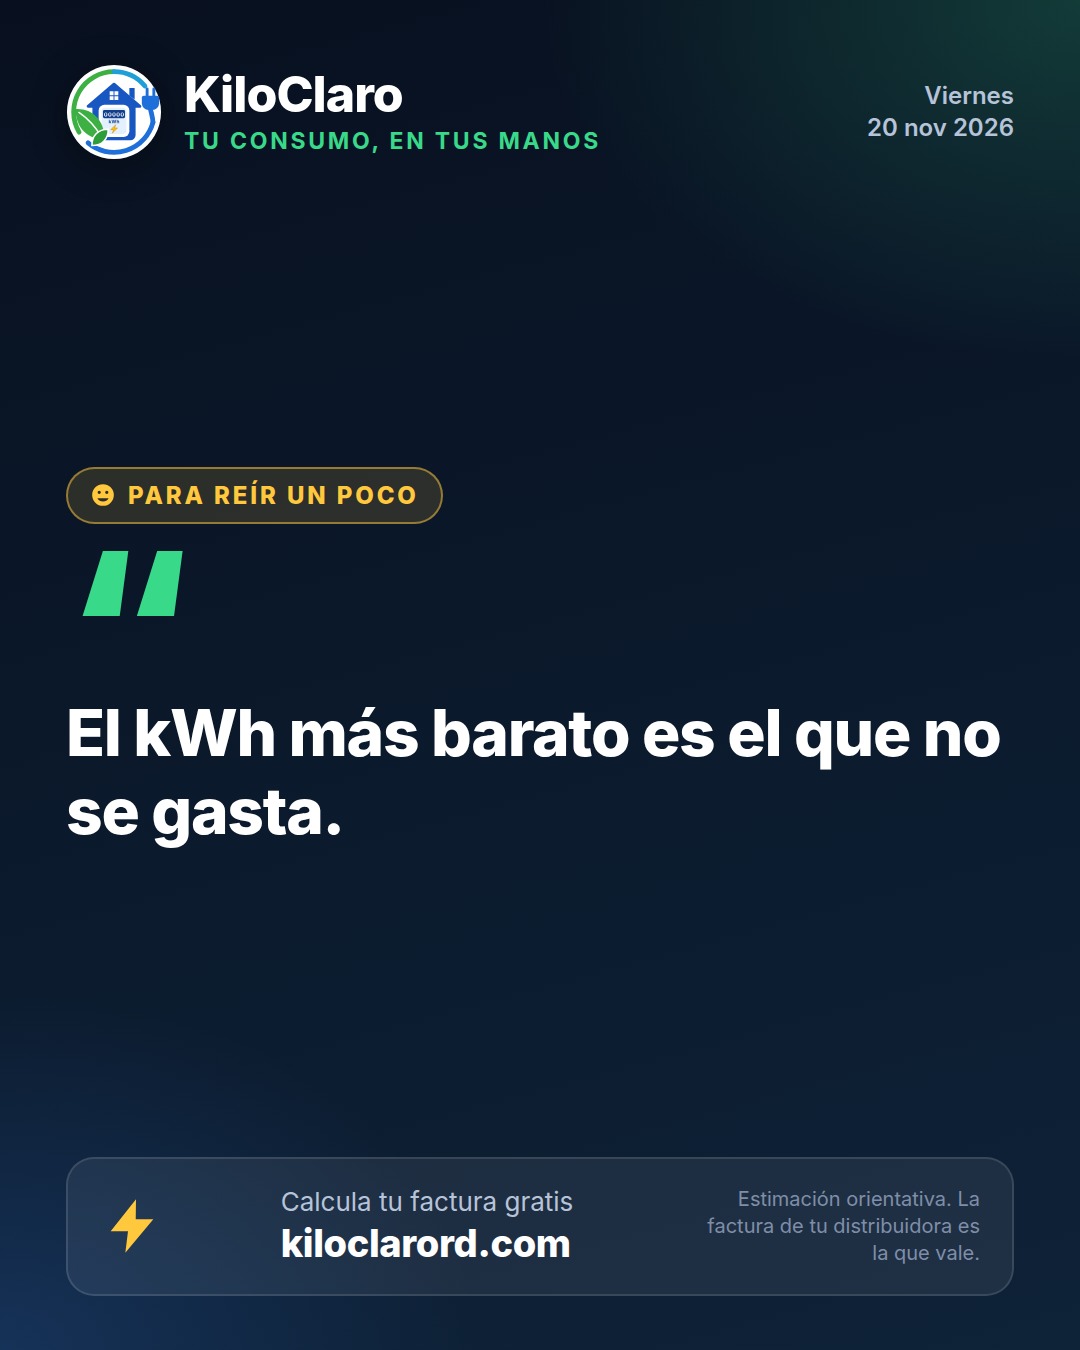 KiloClaro
TU CONSUMO, EN TUS MANOS
Viernes
20 nov 2026
PARA REÍR UN POCO
"
El kWh más barato es el que no
se gasta.
Calcula tu factura gratis
kiloclarord.com
Estimación orientativa. La
factura de tu distribuidora es
la que vale.